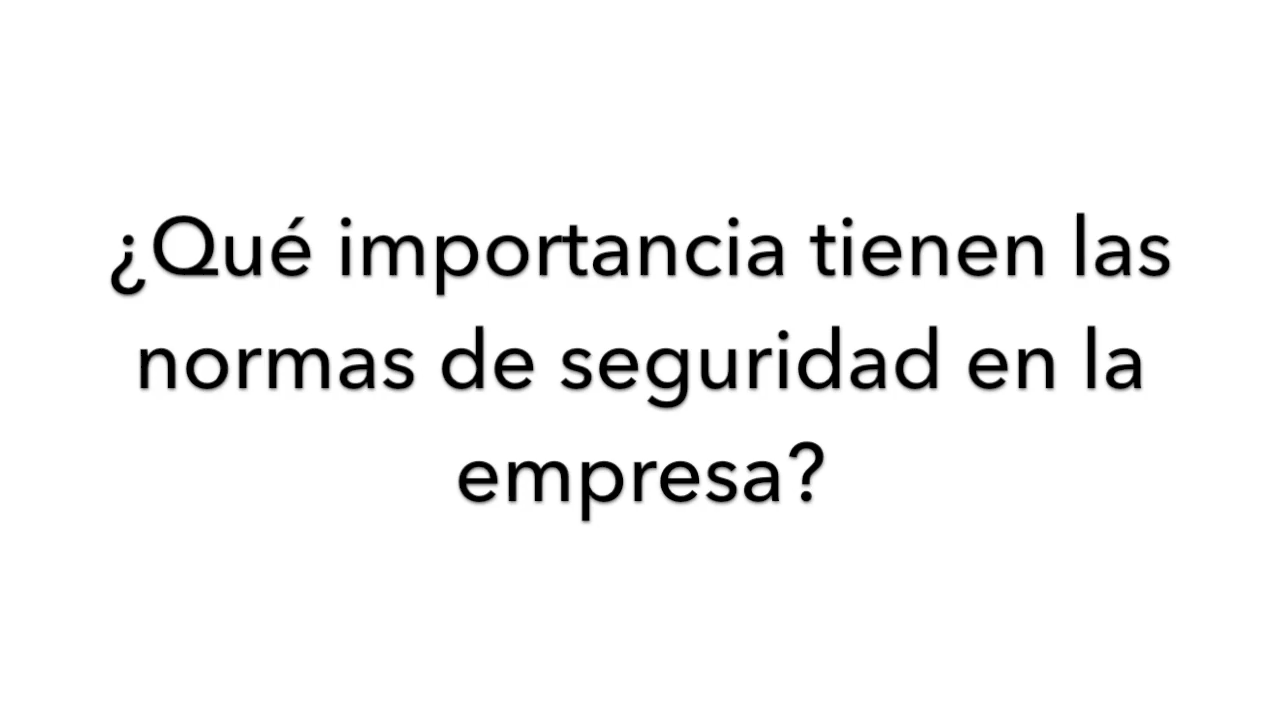 ¿Qué importancia tienen las
normas de seguridad en la
empresa?